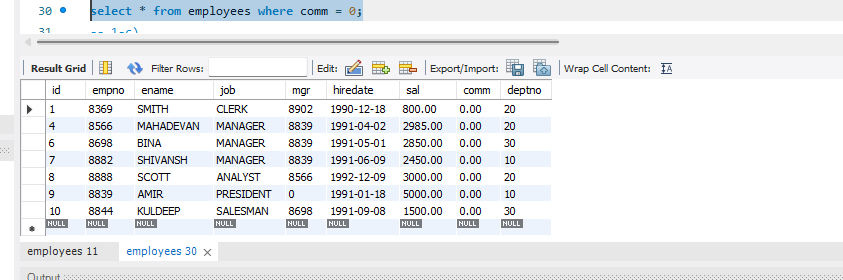 30 select * from employees where comm = 0;
31
Result Grid Filter Rows: Edit: Export/Import: Wrap Cell Content:
id empno ename job mgr hiredate sal comm deptno
1 8369 SMITH CLERK 8902 1990-12-18 800.00 0.00 20
4 8566 MAHADEVAN MANAGER 8839 1991-04-02 2985.00 0.00 20
6 8698 BINA MANAGER 8839 1991-05-01 2850.00 0.00 30
7 8882 SHIVANSH MANAGER 8839 1991-06-09 2450.00 0.00 10
8 8888 SCOTT ANALYST 8566 1992-12-09 3000.00 0.00 20
9 8839 AMIR PRESIDENT 0 1991-01-18 5000.00 0.00 10
10 8844 KULDEEP SALESMAN 8698 1991-09-08 1500.00 0.00 30
NULL NULL NULL NULL NULL NULL NULL NULL NULL
employees 11 employees 30
Output